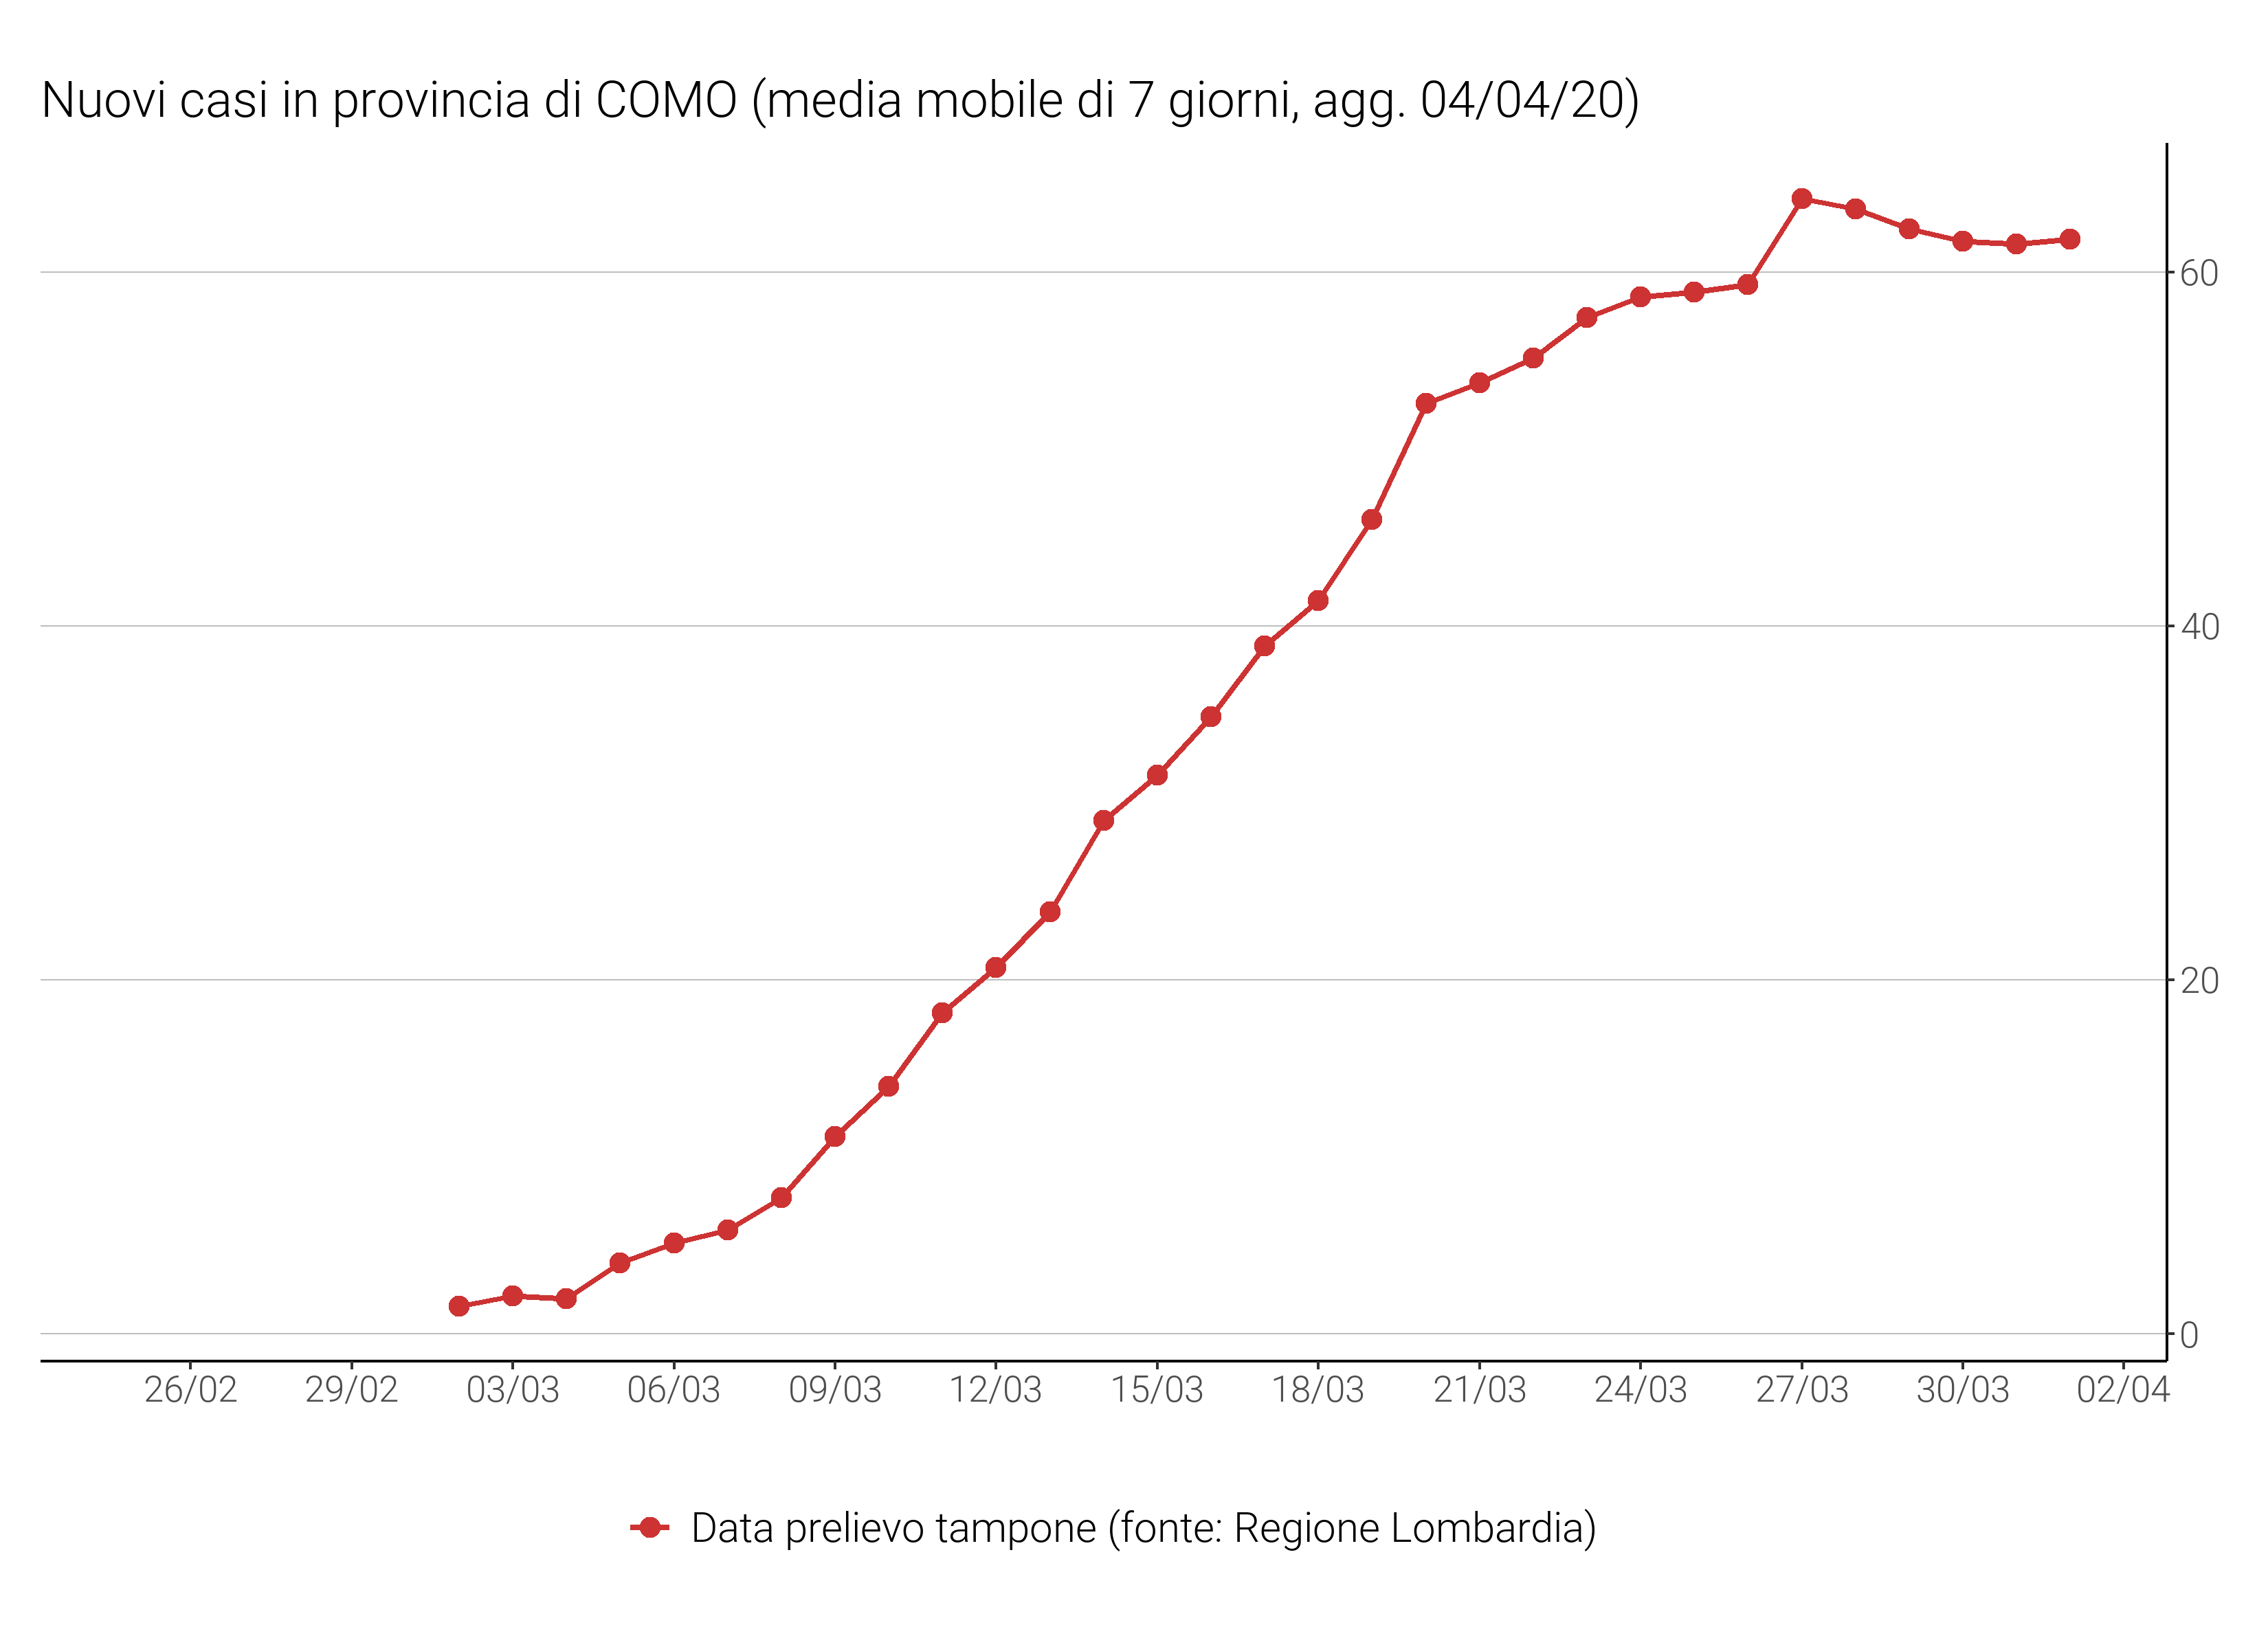 Nuovi casi in provincia di COMO (media mobile di 7 giorni, agg. 04/04/20)
60
40
20
0
26/02 29/02 03/03 06/03 09/03 12/03 15/03 18/03 21/03 24/03 27/03 30/03 02/04
Data prelievo tampone (fonte: Regione Lombardia)